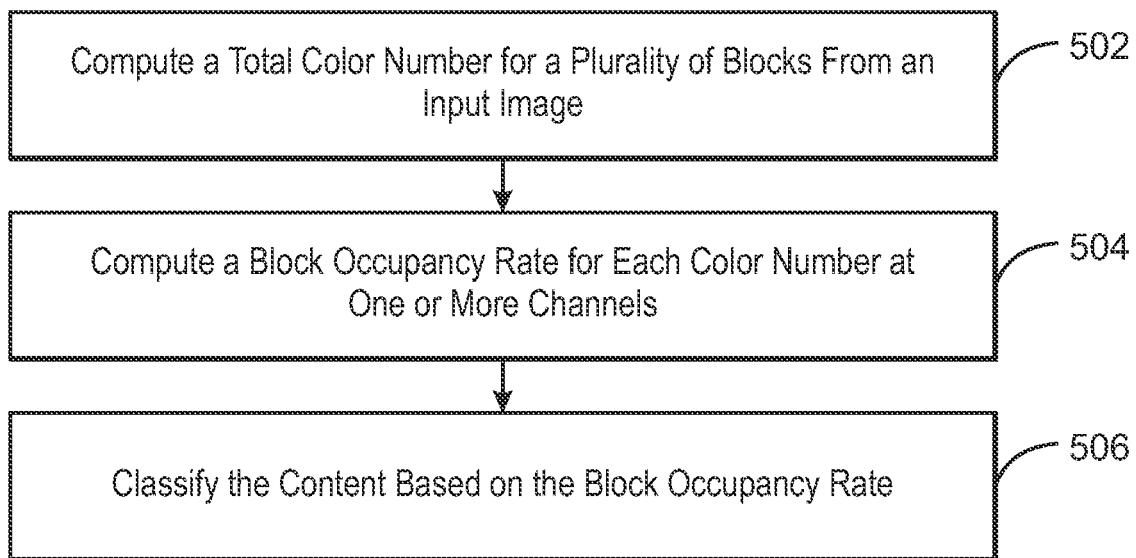 Compute a Total Color Number for a Plurality of Blocks From an
Input Image
502
Compute a Block Occupancy Rate for Each Color Number at
One or More Channels
504
Classify the Content Based on the Block Occupancy Rate
506